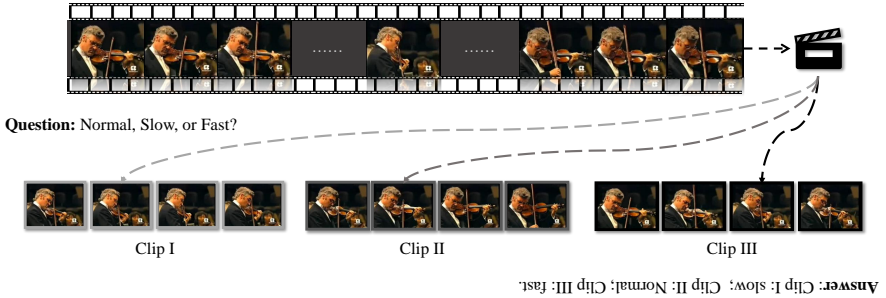 ......
......
Question: Normal, Slow, or Fast?
Clip I
Clip II
Clip III
Answer: Clip I: slow; Clip II: Normal; Clip III: fast.